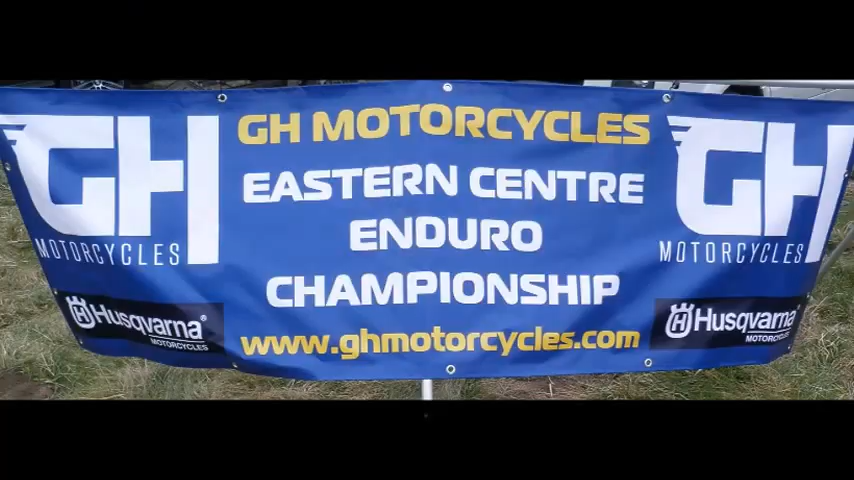 GH MOTORCYCLES
EASTERN CENTRE
ENDURO
CHAMPIONSHIP
www.ghmotorcycles.com
GH
MOTORCYCLES
Husqvarna®
MOTORCYCLES
GH
MOTORCYCLES
Husqvarna®
MOTORCYCLES